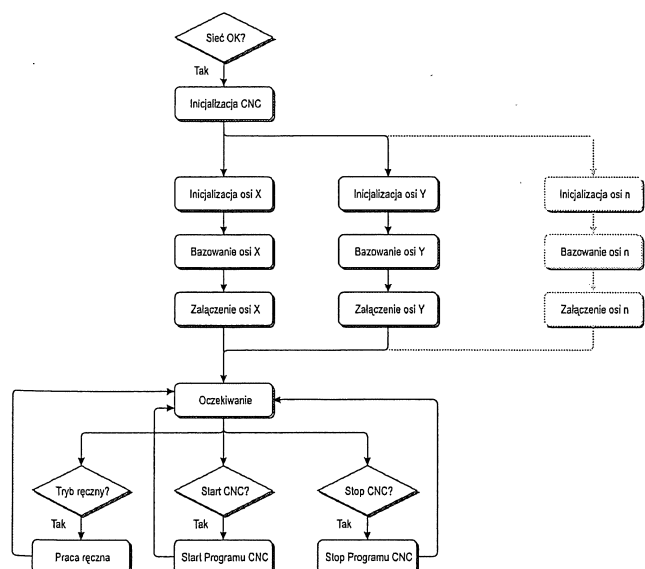 Sieć OK?
Tak
Inicjalizacja CNC
Inicjalizacja osi X
Inicjalizacja osi Y
Inicjalizacja osi n
Bazowanie osi X
Bazowanie osi Y
Bazowanie osi n
Załączenie osi X
Załączenie osi Y
Załączenie osi n
Oczekiwanie
Tryb ręczny?
Start CNC?
Stop CNC?
Tak
Tak
Tak
Praca ręczna
Start Programu CNC
Stop Programu CNC